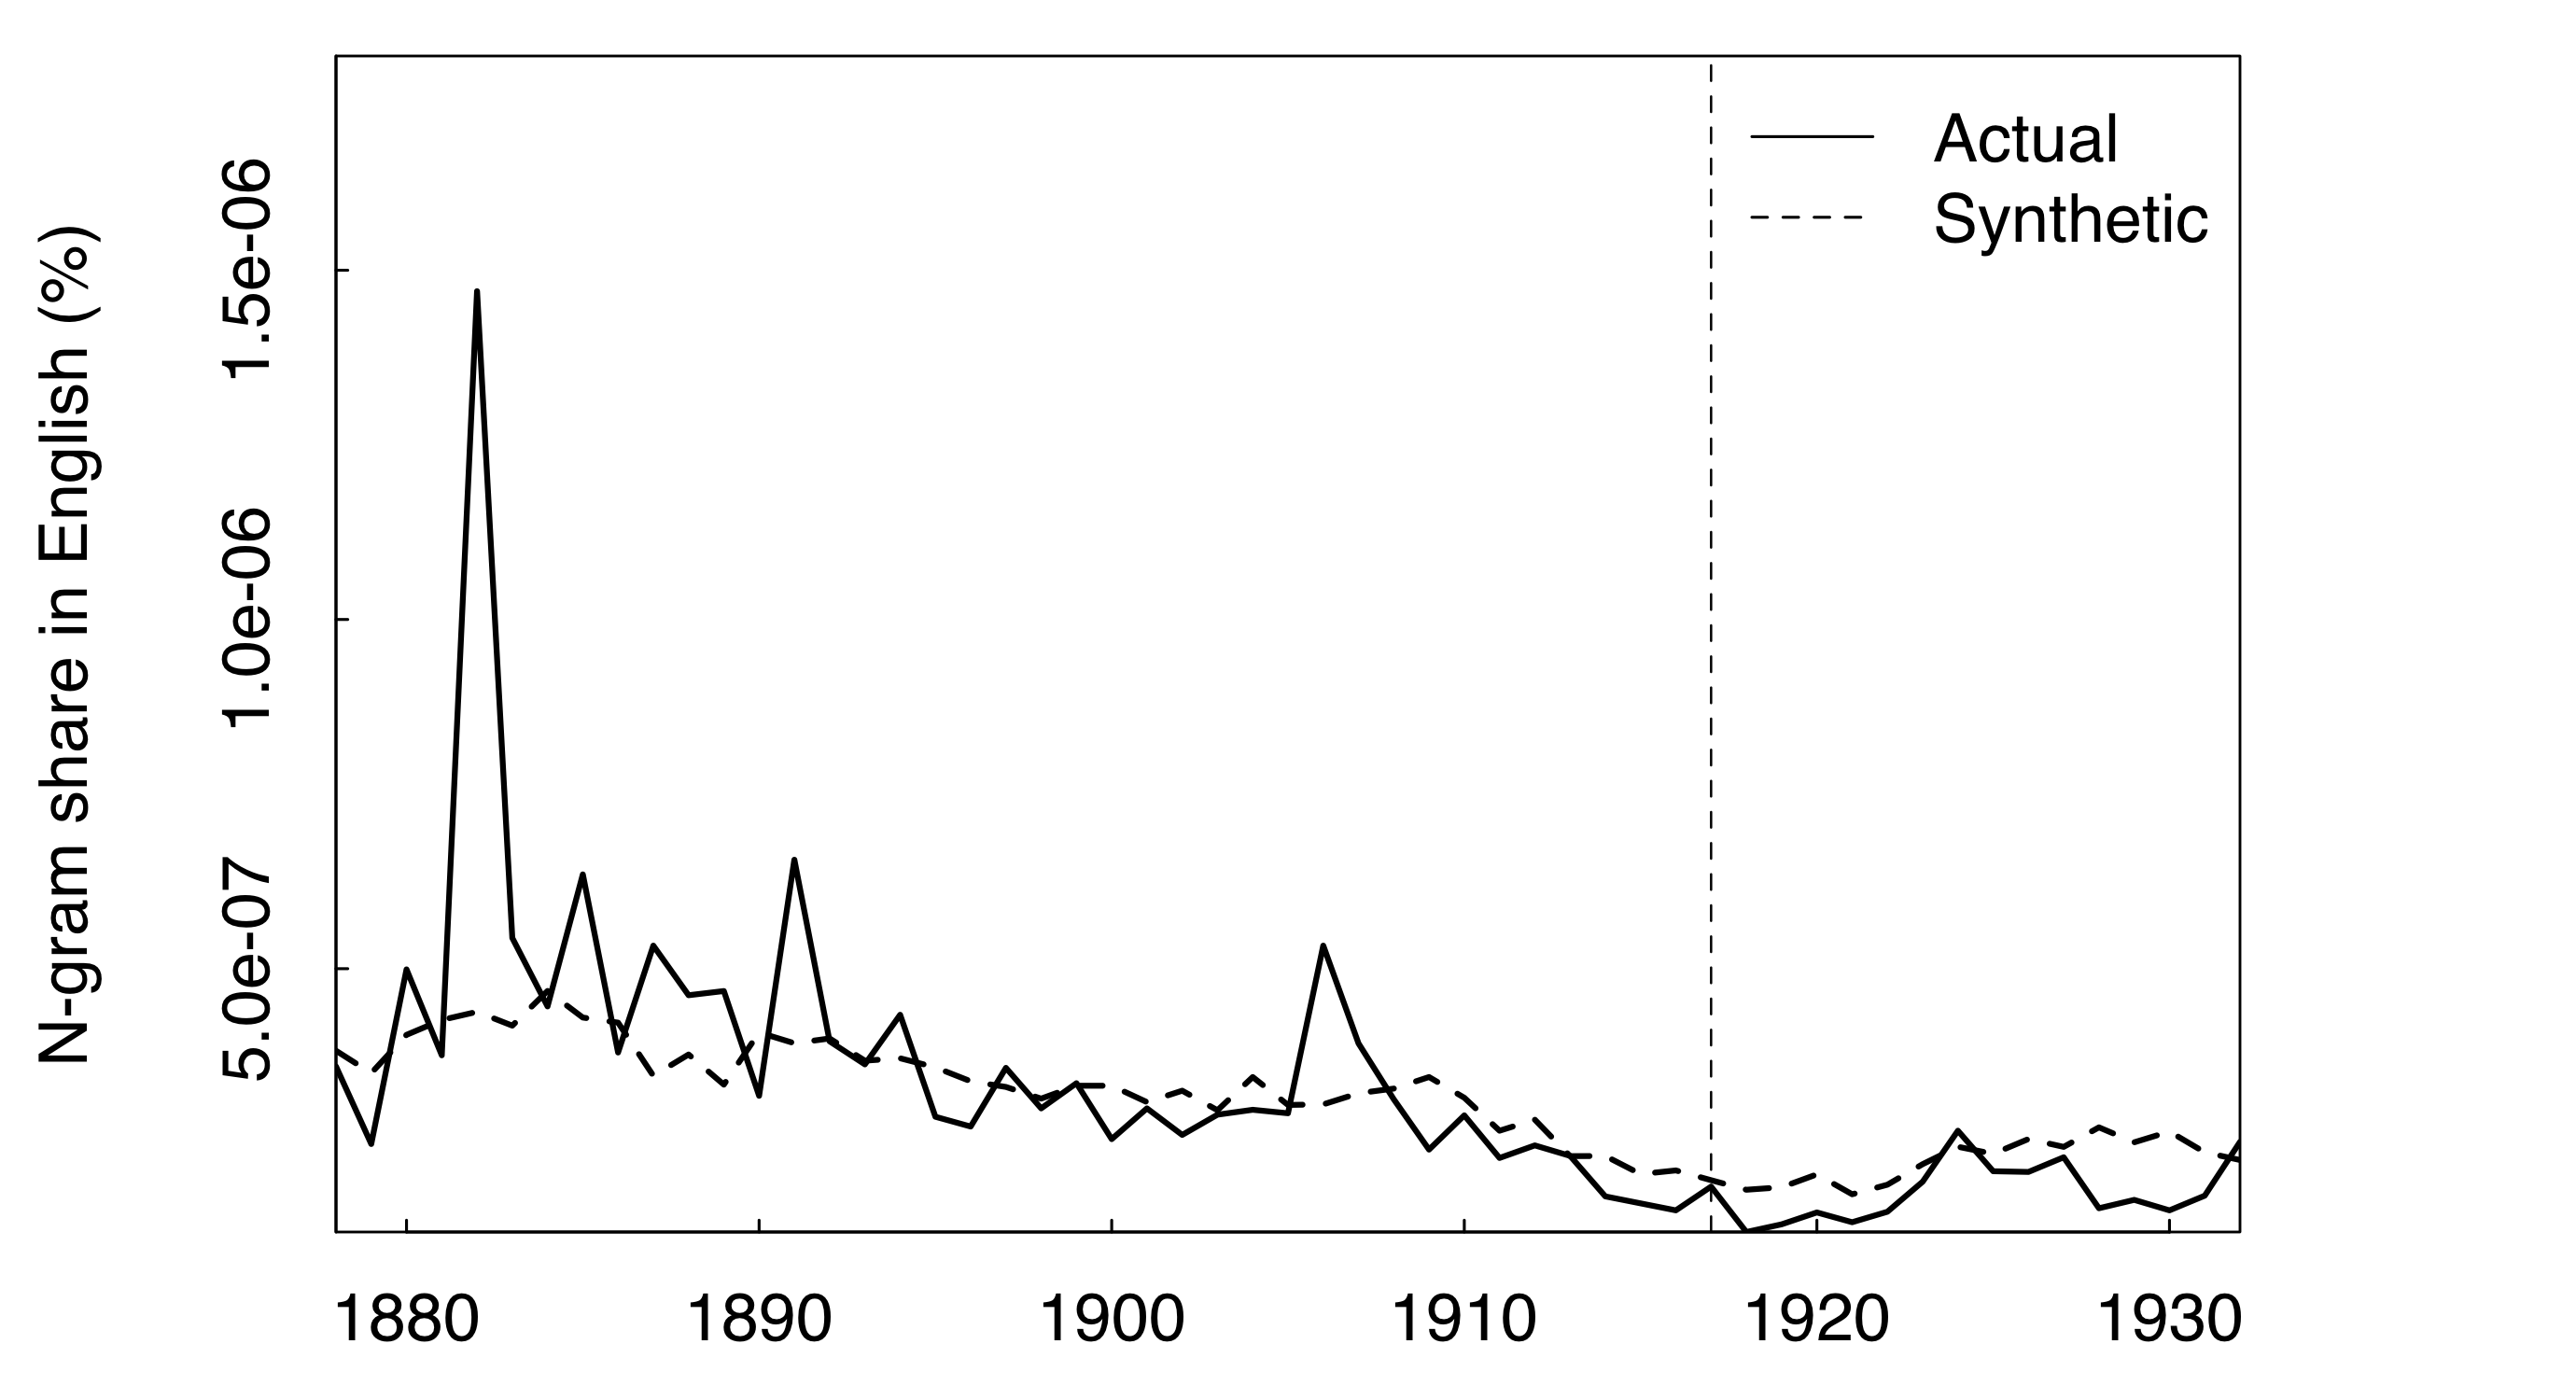 N-gram share in English (%)
1.5e-06
1.0e-06
5.0e-07
Actual
Synthetic
1880 1890 1900 1910 1920 1930